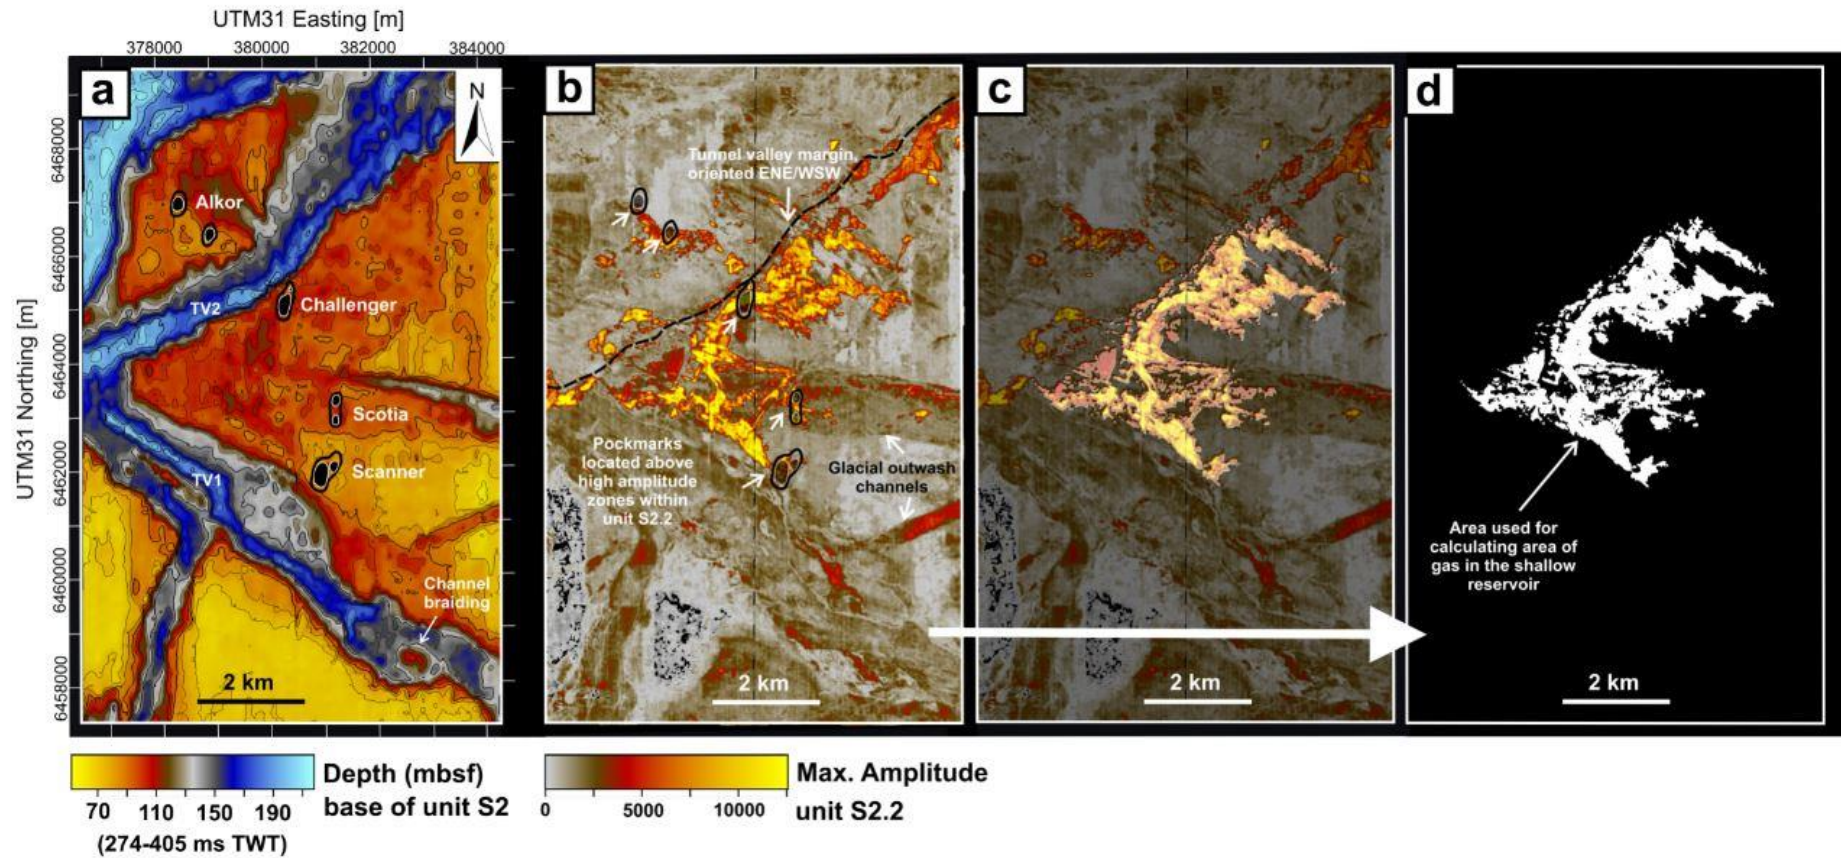 UTM31 Easting [m]
378000 380000 382000 384000
UTM31 Northing [m]
6468000
6466000
6464000
6462000
6460000
6458000
a
N
Alkor
TV2
Challenger
Scotia
Scanner
TV1
Channel
braiding
2 km
b
Tunnel valley margin,
oriented ENE/WSW
Pockmarks
located above
high amplitude
zones within
unit S2.2
Glacial outwash
channels
2 km
c
2 km
d
Area used for
calculating area of
gas in the shallow
reservoir
2 km
70 110 150 190
Depth (mbsf)
base of unit S2
(274-405 ms TWT)
0 5000 10000
Max. Amplitude
unit S2.2